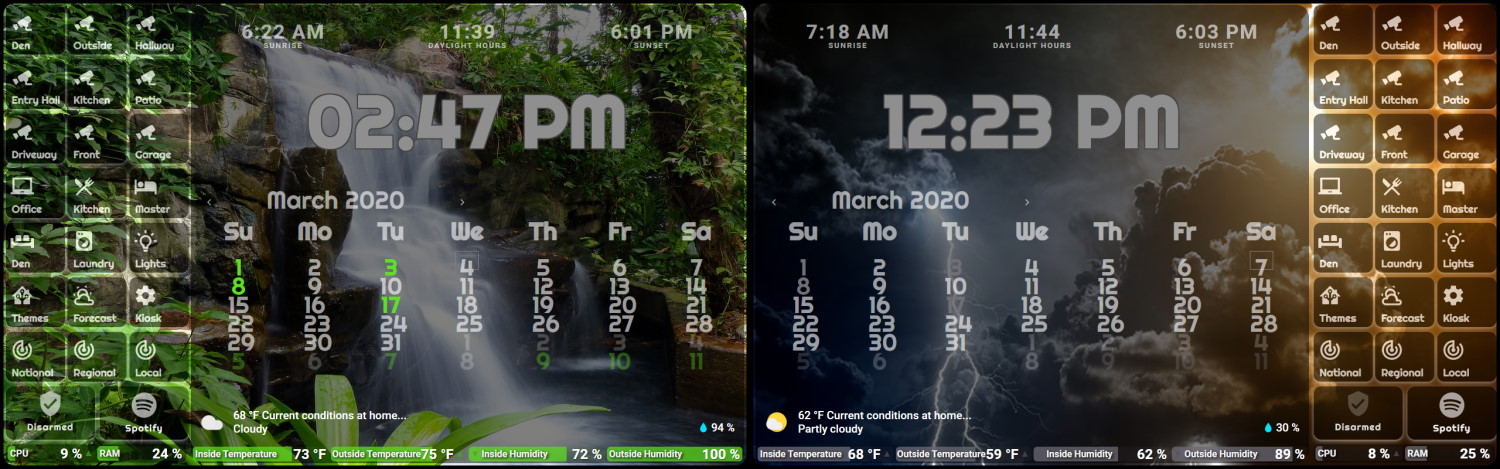 Den Outside Hallway
Entry Hall Kitchen Patio
Driveway Front Garage
Office Kitchen Master
Den Laundry Lights
Themes Forecast Kiosk
National Regional Local
Disarmed Spotify
CPU 9 % RAM 24 %
6:22 AM 11:39 6:01 PM
SUNRISE DAYLIGHT HOURS SUNSET
02:47 PM
‹ March 2020 ›
Su Mo Tu We Th Fr Sa
1 2 3 4 5 6 7
8 9 10 11 12 13 14
15 16 17 18 19 20 21
22 23 24 25 26 27 28
29 30 31 1 2 3 4
5 6 7 8 9 10 11
68 °F Current conditions at home...
Cloudy
94 %
Inside Temperature 73 °F Outside Temperature 75 °F Inside Humidity 72 % Outside Humidity 100 %
7:18 AM 11:44 6:03 PM
SUNRISE DAYLIGHT HOURS SUNSET
12:23 PM
‹ March 2020 ›
Su Mo Tu We Th Fr Sa
1 2 3 4 5 6 7
8 9 10 11 12 13 14
15 16 17 18 19 20 21
22 23 24 25 26 27 28
29 30 31 1 2 3 4
5 6 7 8 9 10 11
62 °F Current conditions at home...
Partly cloudy
30 %
Inside Temperature 68 °F Outside Temperature 59 °F Inside Humidity 62 % Outside Humidity 89 %
Den Outside Hallway
Entry Hall Kitchen Patio
Driveway Front Garage
Office Kitchen Master
Den Laundry Lights
Themes Forecast Kiosk
National Regional Local
Disarmed Spotify
CPU 8 % RAM 25 %